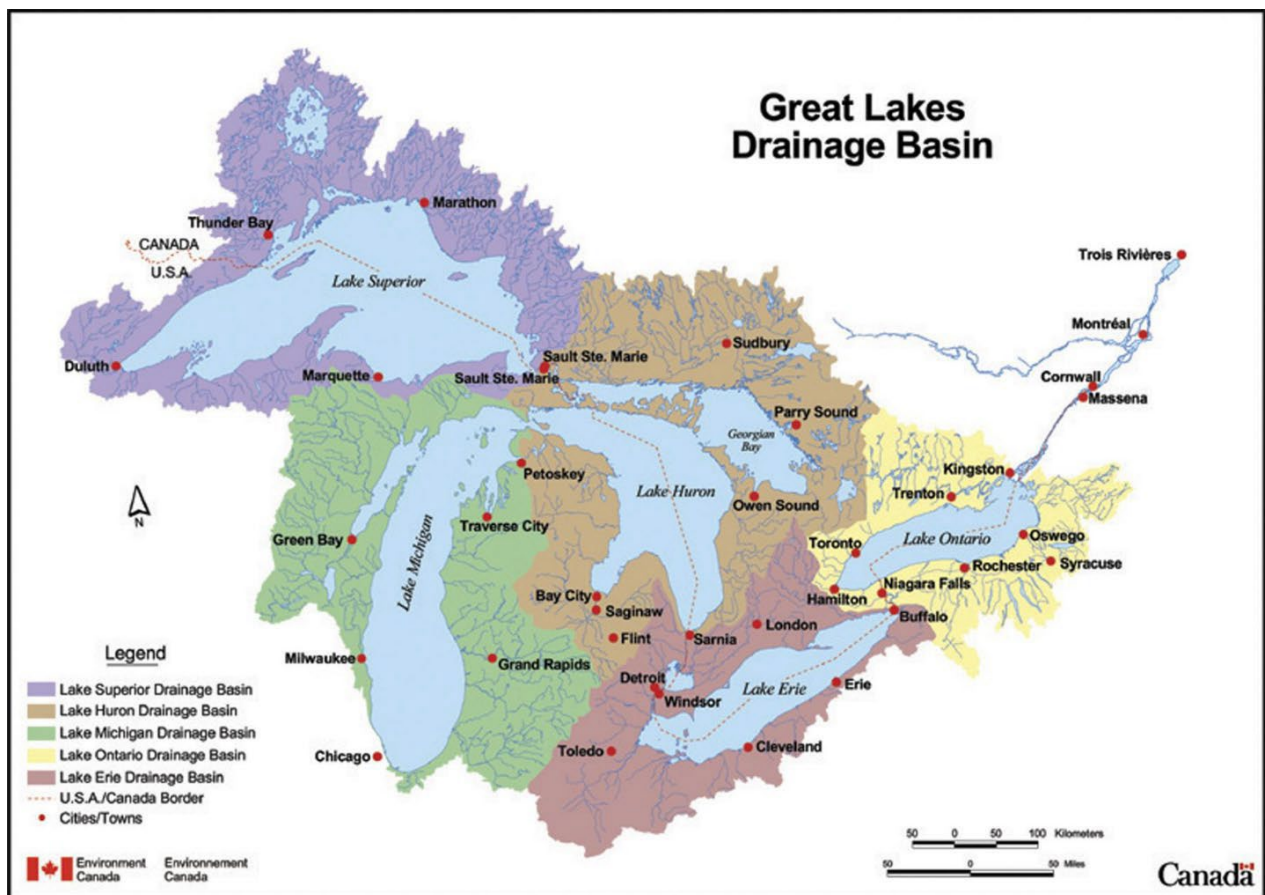 Great Lakes
Drainage Basin
Marathon
Thunder Bay
CANADA
U.S.A.
Lake Superior
Trois Rivières
Montréal
Sudbury
Sault Ste. Marie
Duluth
Marquette
Sault Ste. Marie
Cornwall
Massena
Parry Sound
Georgian
Bay
Petoskey
Kingston
Lake Huron
Trenton
Owen Sound
Traverse City
N
Green Bay
Lake Michigan
Toronto
Lake Ontario
Oswego
Rochester
Syracuse
Niagara Falls
Hamilton
Bay City
Saginaw
Buffalo
London
Flint
Sarnia
Milwaukee
Grand Rapids
Detroit
Windsor
Lake Erie
Erie
Toledo
Cleveland
Chicago
Legend
Lake Superior Drainage Basin
Lake Huron Drainage Basin
Lake Michigan Drainage Basin
Lake Ontario Drainage Basin
Lake Erie Drainage Basin
U.S.A./Canada Border
Cities/Towns
50 0 50 100 Kilometers
50 0 50 Miles
Environment Environnement
Canada Canada
Canada